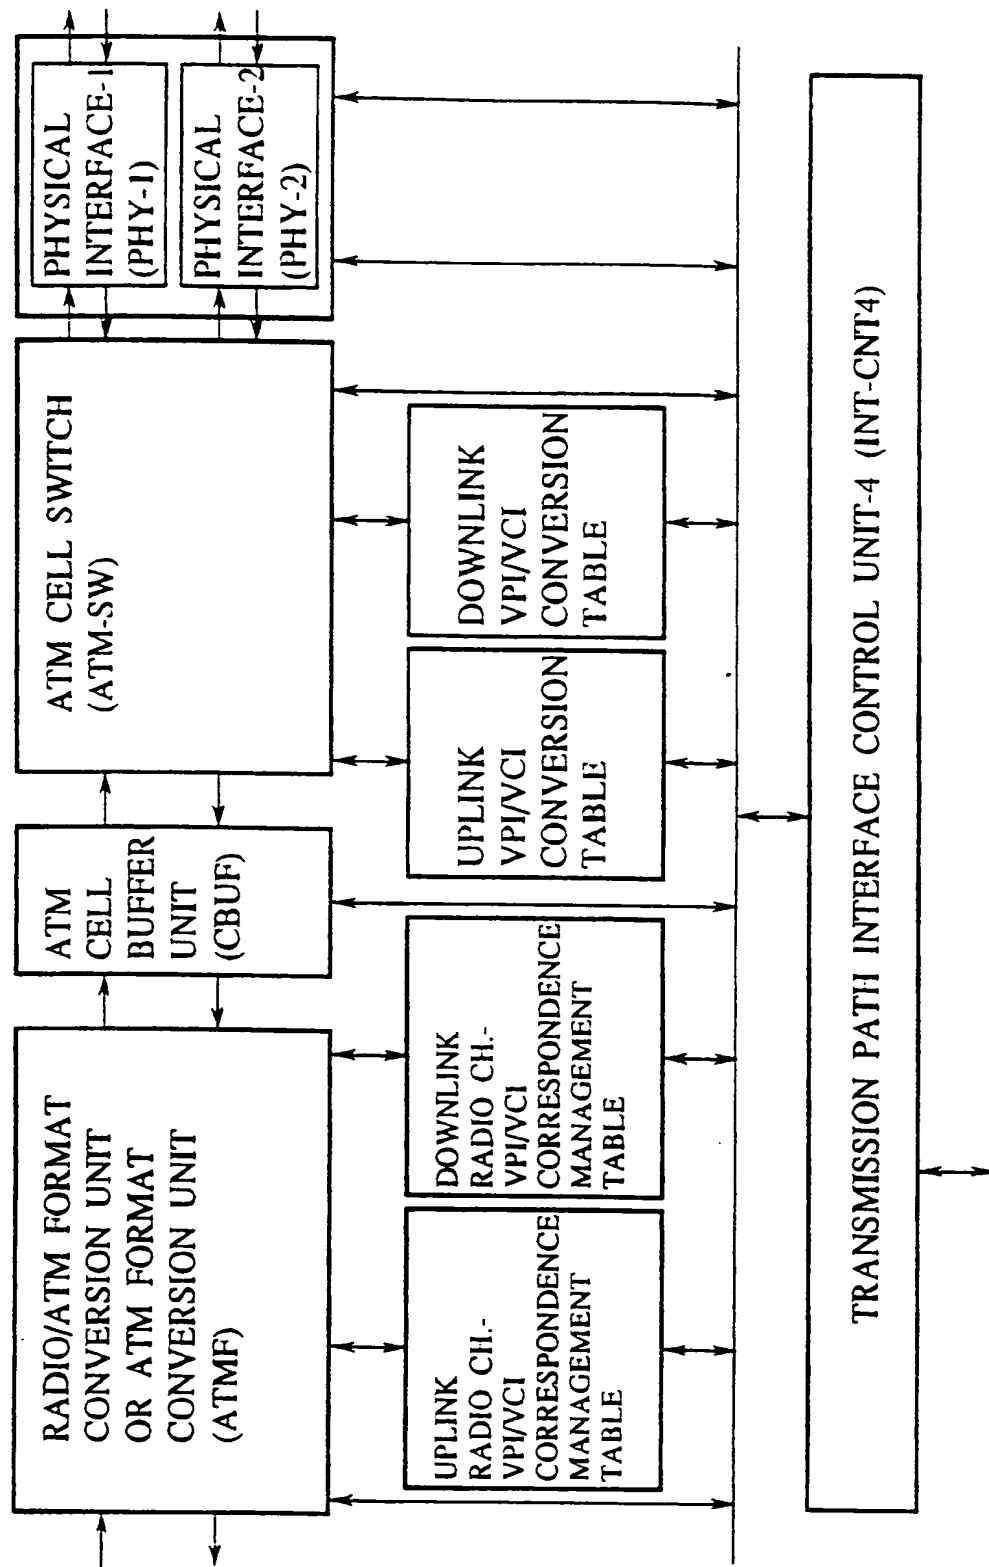 RADIO/ATM FORMAT
CONVERSION UNIT
OR ATM FORMAT
CONVERSION UNIT
(ATMF)
ATM
CELL
BUFFER
UNIT
(CBUF)
ATM CELL SWITCH
(ATM-SW)
PHYSICAL
INTERFACE-1
(PHY-1)
PHYSICAL
INTERFACE-2
(PHY-2)
UPLINK
RADIO CH.-
VPI/VCI
CORRESPONDENCE
MANAGEMENT
TABLE
DOWNLINK
RADIO CH.-
VPI/VCI
CORRESPONDENCE
MANAGEMENT
TABLE
UPLINK
VPI/VCI
CONVERSION
TABLE
DOWNLINK
VPI/VCI
CONVERSION
TABLE
TRANSMISSION PATH INTERFACE CONTROL UNIT-4 (INT-CNT4)